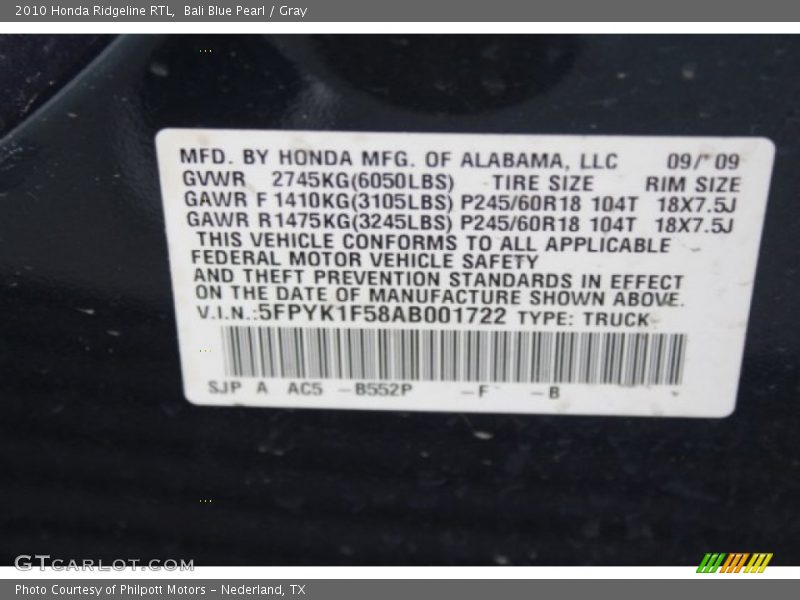 2010 Honda Ridgeline RTL, Bali Blue Pearl / Gray
MFD. BY HONDA MFG. OF ALABAMA, LLC 09/ 09
GVWR 2745KG(6050LBS) TIRE SIZE RIM SIZE
GAWR F 1410KG(3105LBS) P245/60R18 104T 18X7.5J
GAWR R1475KG(3245LBS) P245/60R18 104T 18X7.5J
THIS VEHICLE CONFORMS TO ALL APPLICABLE
FEDERAL MOTOR VEHICLE SAFETY
AND THEFT PREVENTION STANDARDS IN EFFECT
ON THE DATE OF MANUFACTURE SHOWN ABOVE.
V.I.N.:5FPYK1F58AB001722 TYPE: TRUCK
SJP A AC5 -B552P -F -B
GTCARLOT.COM
Photo Courtesy of Philpott Motors - Nederland, TX